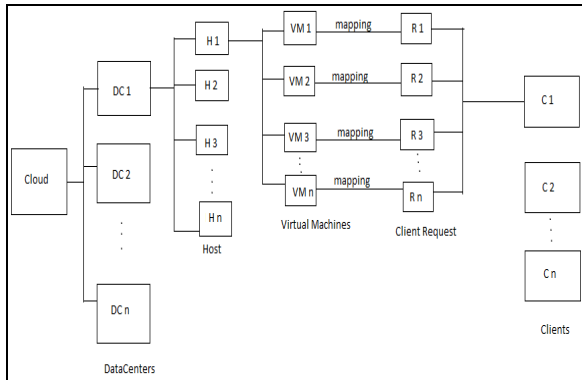 Cloud
DC 1
DC 2
DC n
DataCenters
H 1
H 2
H 3
H n
Host
VM 1
VM 2
VM 3
VM n
Virtual Machines
mapping
mapping
mapping
mapping
R 1
R 2
R 3
R n
Client Request
C 1
C 2
C n
Clients